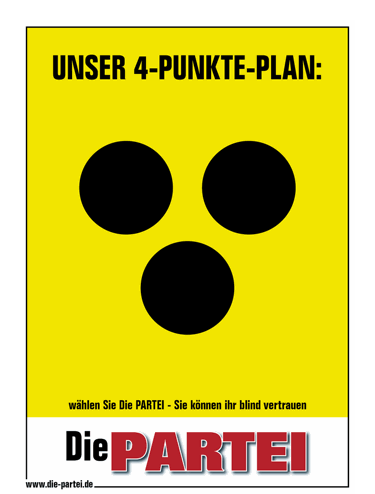 UNSER 4-PUNKTE-PLAN:
wählen Sie Die PARTEI - Sie können ihr blind vertrauen
Die PARTEI
www.die-partei.de